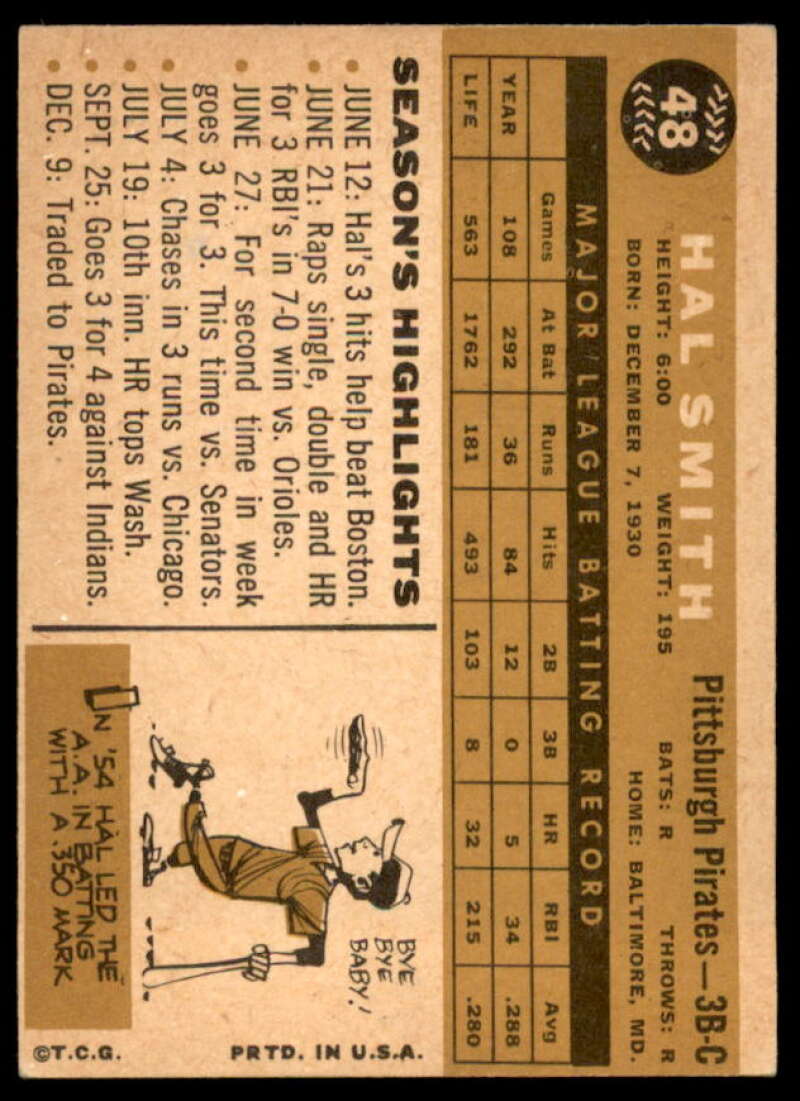 48
HAL SMITH
Pittsburgh Pirates—3B-C
HEIGHT: 6:00 WEIGHT: 195 BATS: R THROWS: R
BORN: DECEMBER 7, 1930 HOME: BALTIMORE, MD.
MAJOR LEAGUE BATTING RECORD
Games At Bat Runs Hits 2B 3B HR RBI Avg
YEAR 108 292 36 84 12 0 5 34 .288
LIFE 563 1762 181 493 103 8 32 215 .280
SEASON'S HIGHLIGHTS
• JUNE 12: Hal's 3 hits help beat Boston.
• JUNE 21: Raps single, double and HR
for 3 RBI's in 7-0 win vs. Orioles.
• JUNE 27: For second time in week
goes 3 for 3. This time vs. Senators.
• JULY 4: Chases in 3 runs vs. Chicago.
• JULY 19: 10th inn. HR tops Wash.
• SEPT. 25: Goes 3 for 4 against Indians.
• DEC. 9: Traded to Pirates.
BYE
BYE
BABY!
IN '54 HAL LED THE
A.A. IN BATTING
WITH A .350 MARK
©T.C.G. PRTD. IN U.S.A.